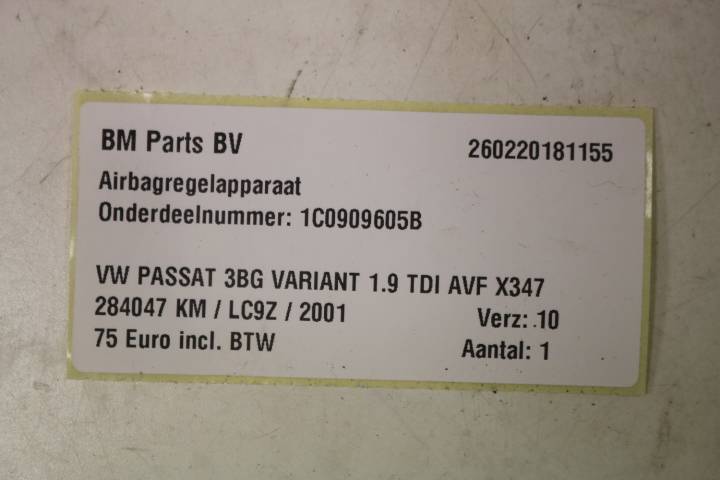 BM Parts BV 260220181155
Airbagregelapparaat
Onderdeelnummer: 1C0909605B
VW PASSAT 3BG VARIANT 1.9 TDI AVF X347
284047 KM / LC9Z / 2001 Verz: 10
75 Euro incl. BTW Aantal: 1